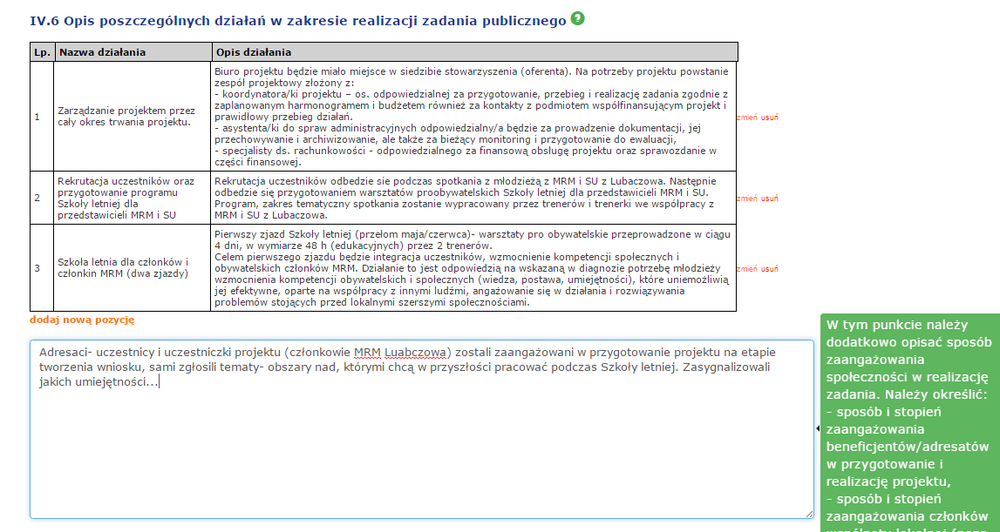 IV.6 Opis poszczególnych działań w zakresie realizacji zadania publicznego ?
Lp. Nazwa działania Opis działania
1
Zarządzanie projektem przez
cały okres trwania projektu.
Biuro projektu będzie miało miejsce w siedzibie stowarzyszenia (oferenta). Na potrzeby projektu powstanie
zespół projektowy złożony z:
- koordynatora/ki projektu – os. odpowiedzialnej za przygotowanie, przebieg i realizację zadania zgodnie z
zaplanowanym harmonogramem i budżetem również za kontakty z podmiotem współfinansującym projekt i
prawidłowy przebieg działań.
- asystenta/ki do spraw administracyjnych odpowiedzialny/a będzie za prowadzenie dokumentacji, jej
przechowywanie i archiwizowanie, ale także za bieżący monitoring i przygotowanie do ewaluacji,
- specjalisty ds. rachunkowości - odpowiedzialnego za finansową obsługę projektu oraz sprawozdanie w
części finansowej.
zmień usuń
2
Rekrutacja uczestników oraz
przygotowanie programu
Szkoły letniej dla
przedstawicieli MRM i SU
Rekrutacja uczestników odbedzie sie podczas spotkania z młodzieżą z MRM i SU z Lubaczowa. Następnie
odbedzie się przygotowaniem warsztatów proobywatelskich Szkoły letniej dla przedstawicieli MRM i SU.
Program, zakres tematyczny spotkania zostanie wypracowany przez trenerów i trenerki we współpracy z
MRM i SU z Lubaczowa.
zmień usuń
3
Szkoła letnia dla członków i
członkin MRM (dwa zjazdy)
Pierwszy zjazd Szkoły letniej (przełom maja/czerwca)- warsztaty pro obywatelskie przeprowadzone w ciągu
4 dni, w wymiarze 48 h (edukacyjnych) przez 2 trenerów.
Celem pierwszego zjazdu będzie integracja uczestników, wzmocnienie kompetencji społecznych i
obywatelskich członków MRM. Działanie to jest odpowiedzią na wskazaną w diagnozie potrzebę młodzieży
wzmocnienia kompetencji obywatelskich i społecznych (wiedza, postawa, umiejętności), które uniemożliwią
jej efektywne, oparte na współpracy z innymi ludźmi, angażowanie się w działania i rozwiązywania
problemów stojących przed lokalnymi szerszymi społecznościami.
zmień usuń
dodaj nową pozycję
Adresaci- uczestnicy i uczestniczki projektu (członkowie MRM Luabczowa) zostali zaangażowani w przygotowanie projektu na etapie
tworzenia wniosku, sami zgłosili tematy- obszary nad, którymi chcą w przyszłości pracować podczas Szkoły letniej. Zasygnalizowali
jakich umiejętności...
W tym punkcie należy
dodatkowo opisać sposób
zaangażowania
społeczności w realizację
zadania. Należy określić:
- sposób i stopień
zaangażowania
beneficjentów/adresatów
w przygotowanie i
realizację projektu,
- sposób i stopień
zaangażowania członków